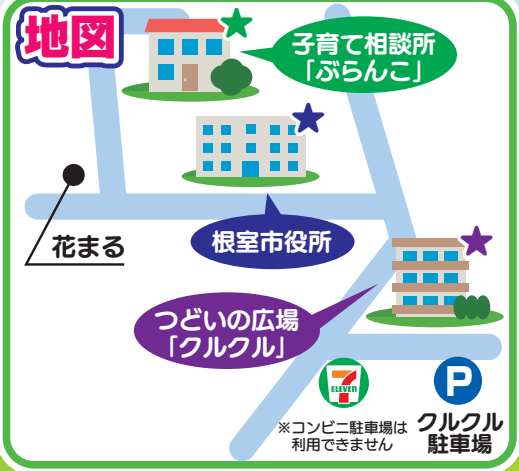 地図
子育て相談所
「ぶらんこ」
花まる
根室市役所
つどいの広場
「クルクル」
7
ELEVEN
※コンビニ駐車場は
利用できません
P
クルクル
駐車場